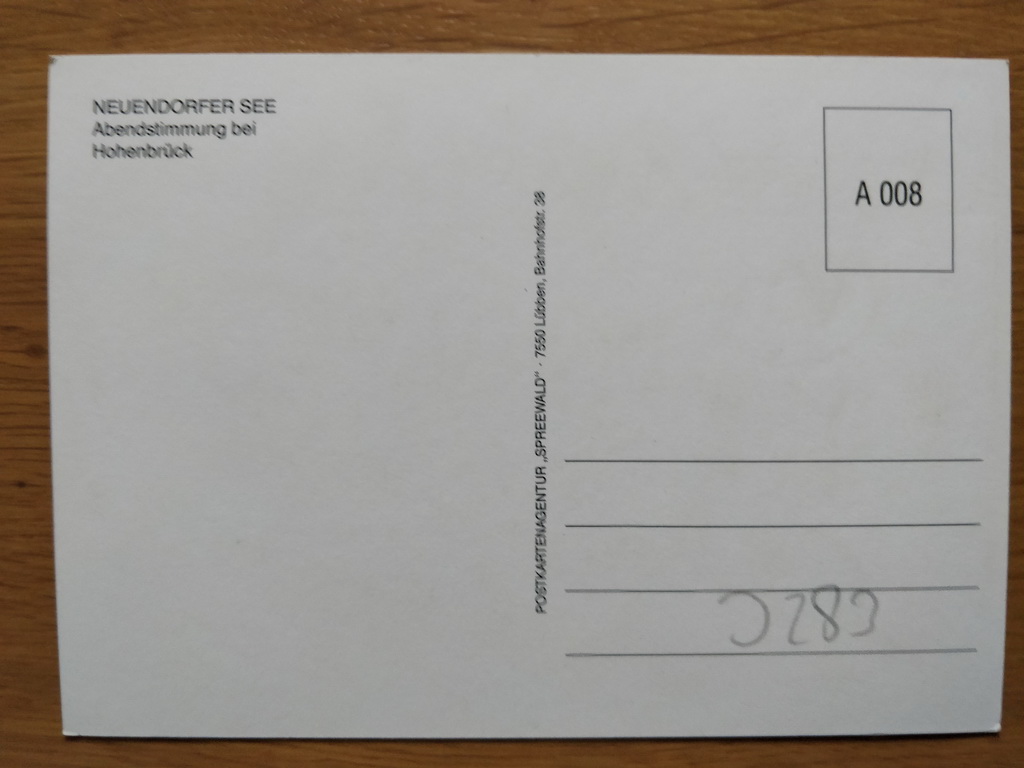 NEUENDORFER SEE
Abendstimmung bei
Hohenbrück
A 008
POSTKARTENAGENTUR „SPREEWALD“ · 7550 Lübben, Bahnhofstr. 38